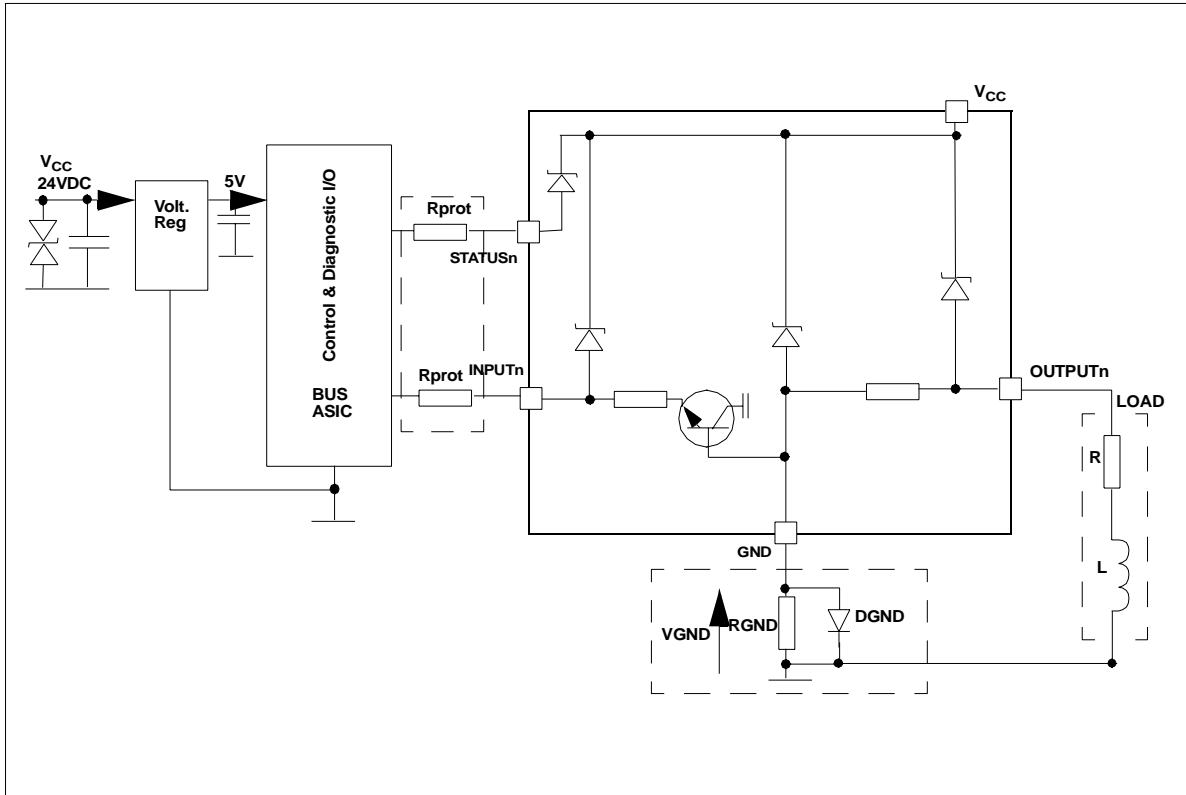 VCC
VCC
24VDC
Volt.
Reg
5V
Control & Diagnostic I/O
BUS
ASIC
Rprot
STATUSn
Rprot
INPUTn
OUTPUTn
LOAD
R
L
GND
VGND
RGND
DGND